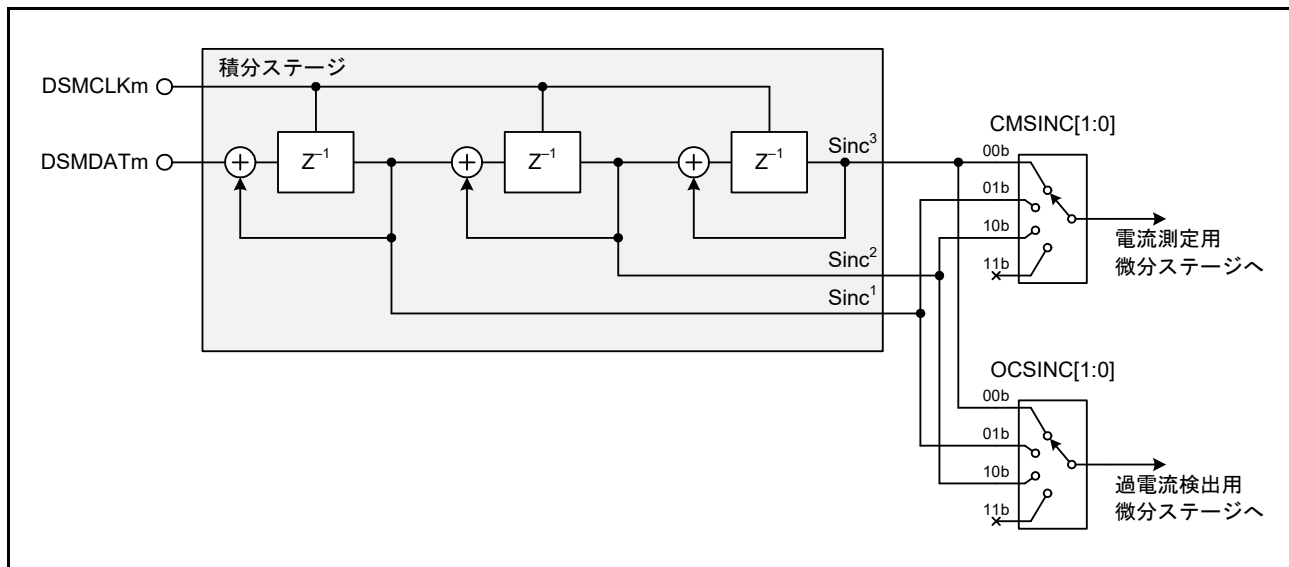 積分ステージ
DSMCLKm
DSMDATm
Z⁻¹
Z⁻¹
Z⁻¹
Sinc³
Sinc²
Sinc¹
CMSINC[1:0]
00b
01b
10b
11b
電流測定用
微分ステージへ
OCSINC[1:0]
00b
01b
10b
11b
過電流検出用
微分ステージへ